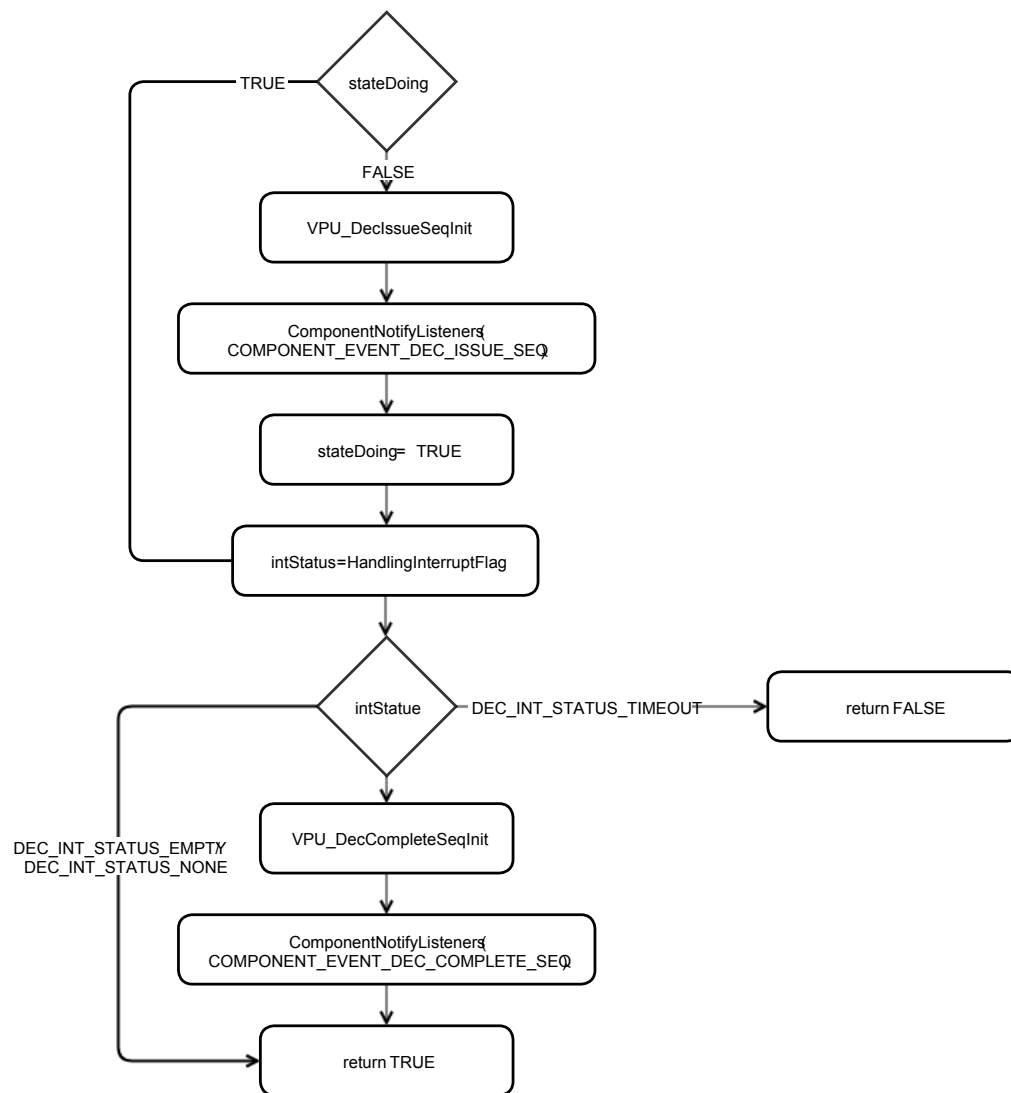 stateDoing
TRUE
FALSE
VPU_DecIssueSeqInit
ComponentNotifyListeners(
COMPONENT_EVENT_DEC_ISSUE_SEQ)
stateDoing= TRUE
intStatus=HandlingInterruptFlag
intStatue
DEC_INT_STATUS_TIMEOUT
return FALSE
VPU_DecCompleteSeqInit
DEC_INT_STATUS_EMPTY/
DEC_INT_STATUS_NONE
ComponentNotifyListeners(
COMPONENT_EVENT_DEC_COMPLETE_SEQ)
return TRUE